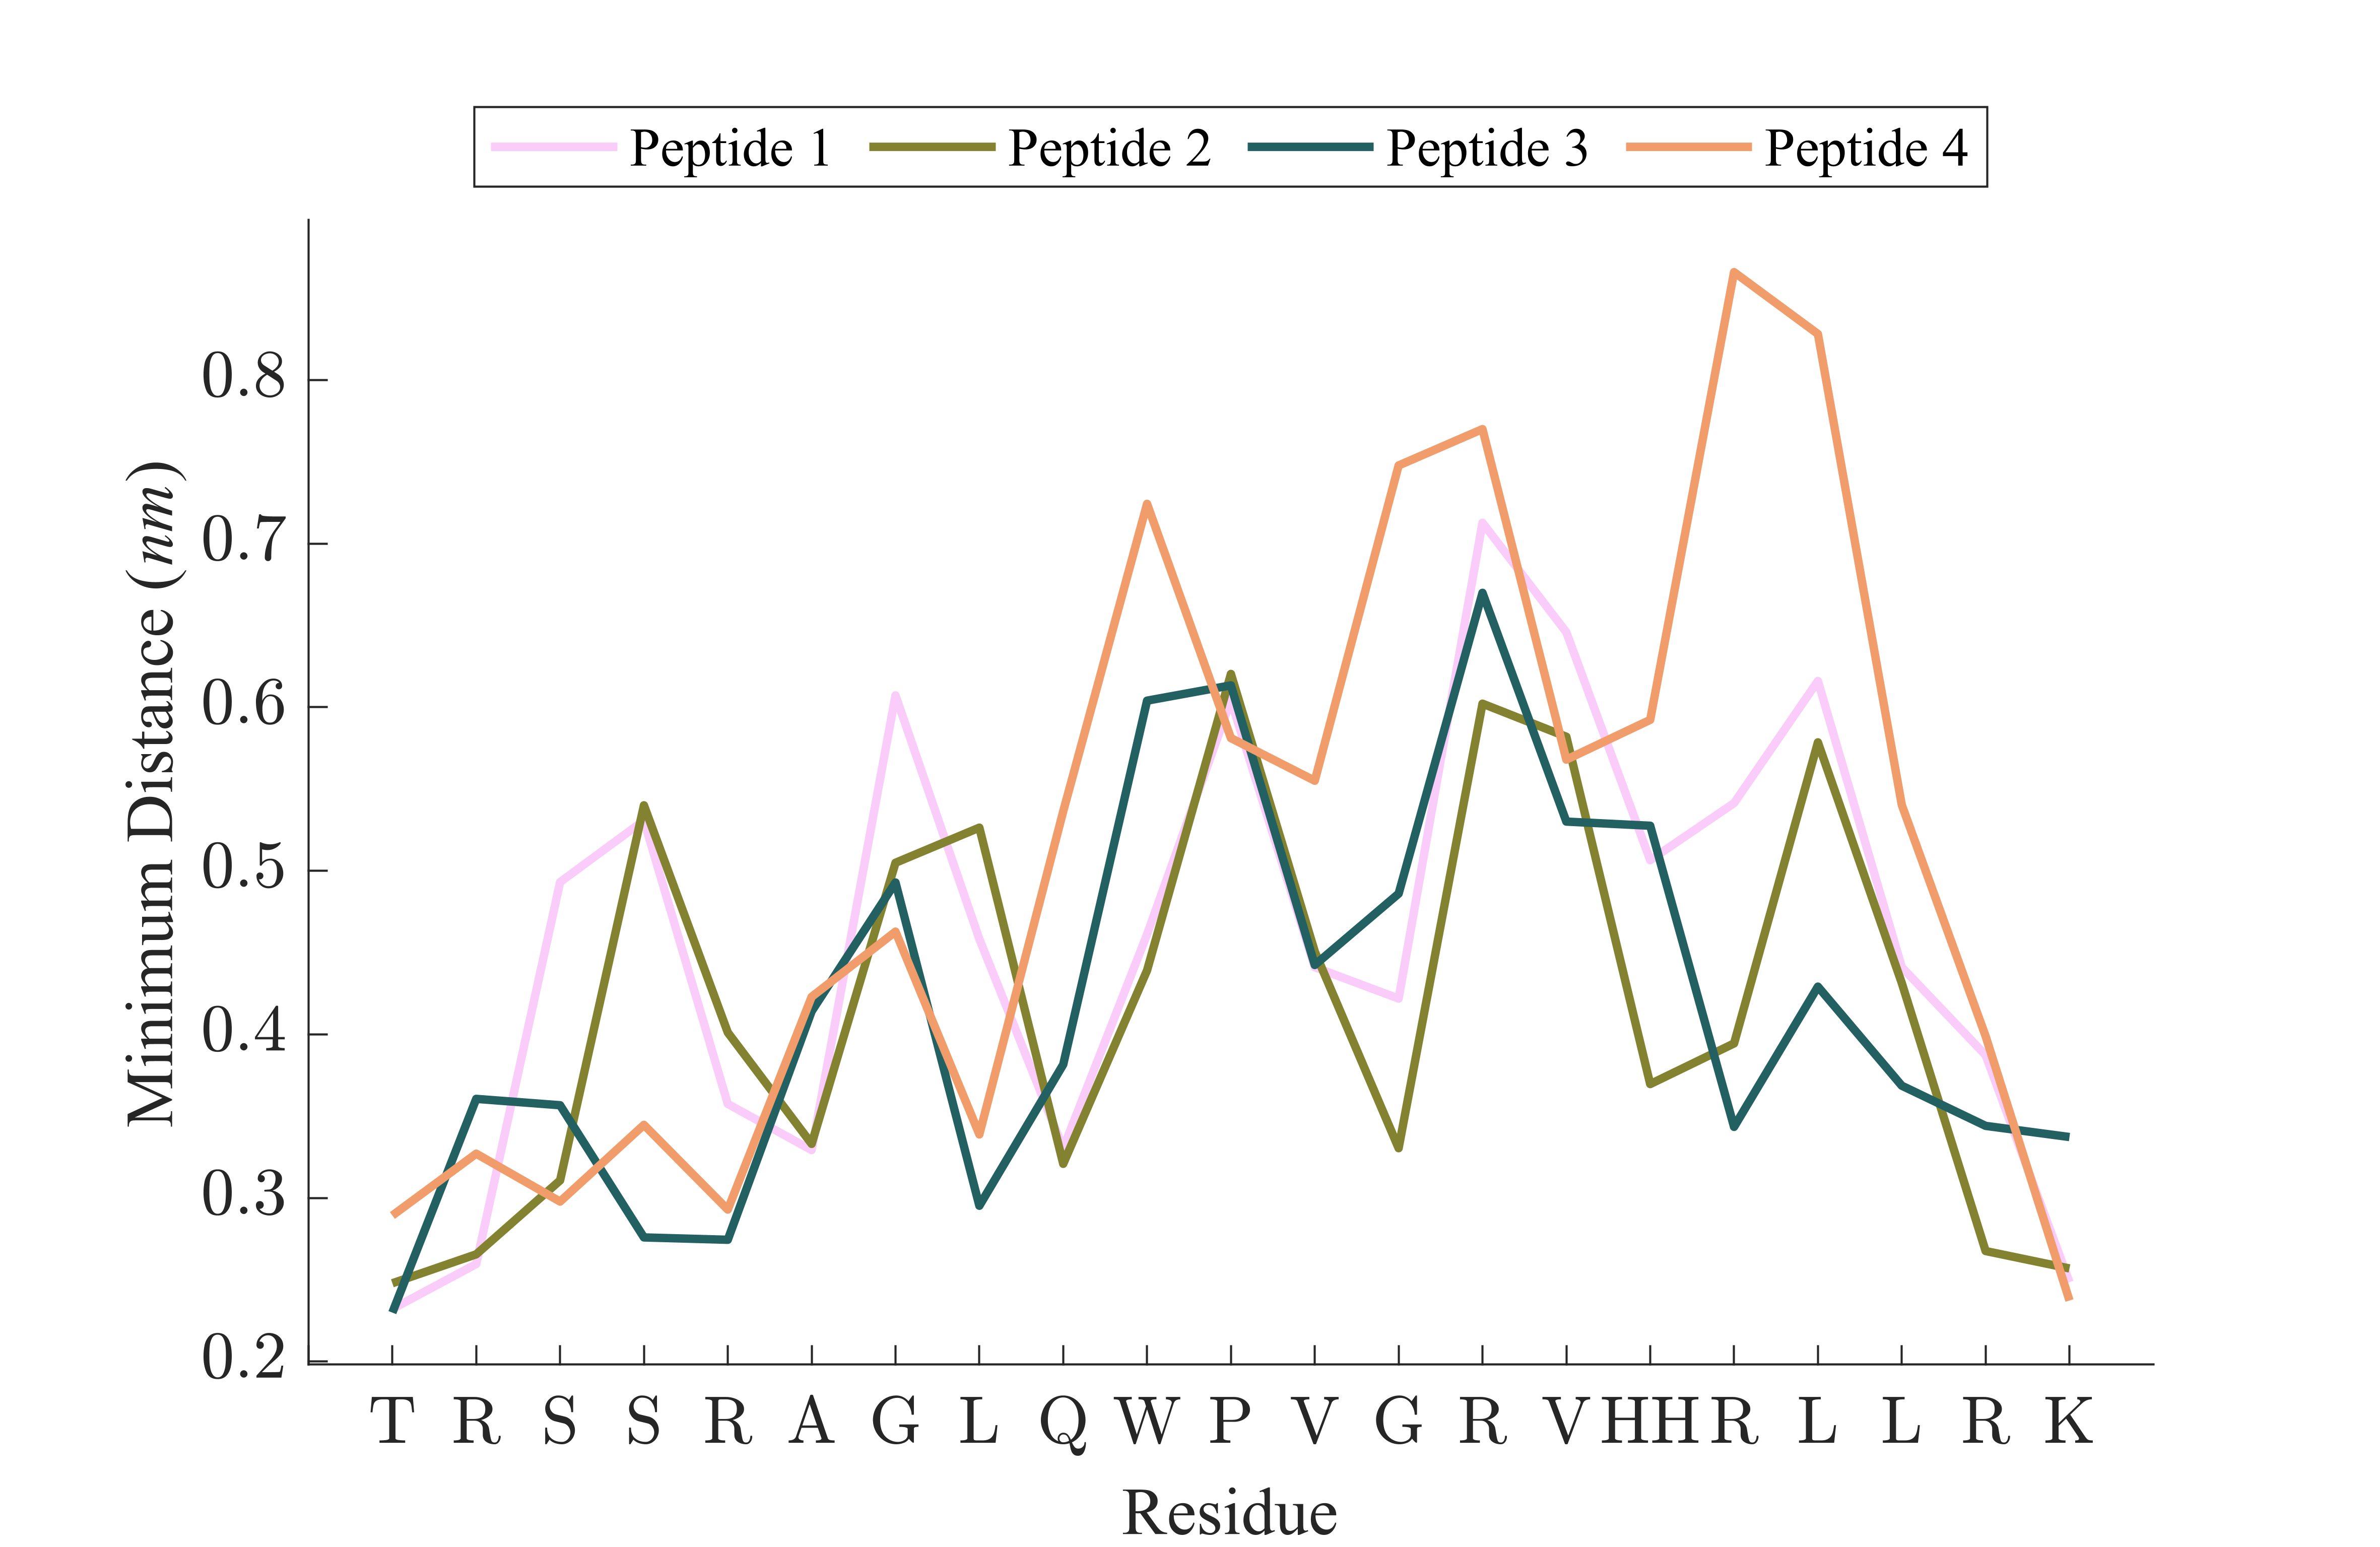 Peptide 1 Peptide 2 Peptide 3 Peptide 4
0.8
0.7
0.6
0.5
0.4
0.3
0.2
Minimum Distance (nm)
T R S S R A G L Q W P V G R V HHH R L L R K
Residue